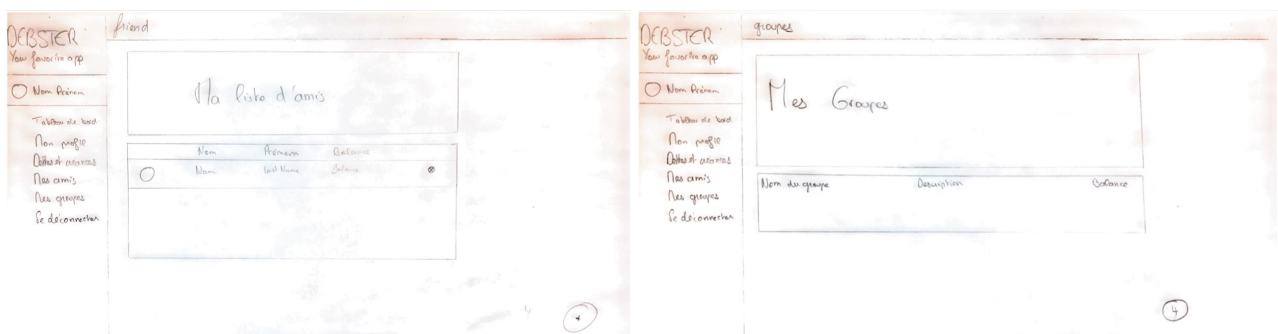 DEBSTER
Your favorite app
Nom Prénom
Tableau de bord
Mon profil
Dettes et avances
Mes amis
Mes groupes
Se déconnecter
friend
Ma liste d'amis
Nom Prénom Balance
Nom Last Name Balance
DEBSTER
Your favorite app
Nom Prénom
Tableau de bord
Mon profil
Dettes et avances
Mes amis
Mes groupes
Se déconnecter
groupes
Mes Groupes
Nom du groupe Description Balance
4